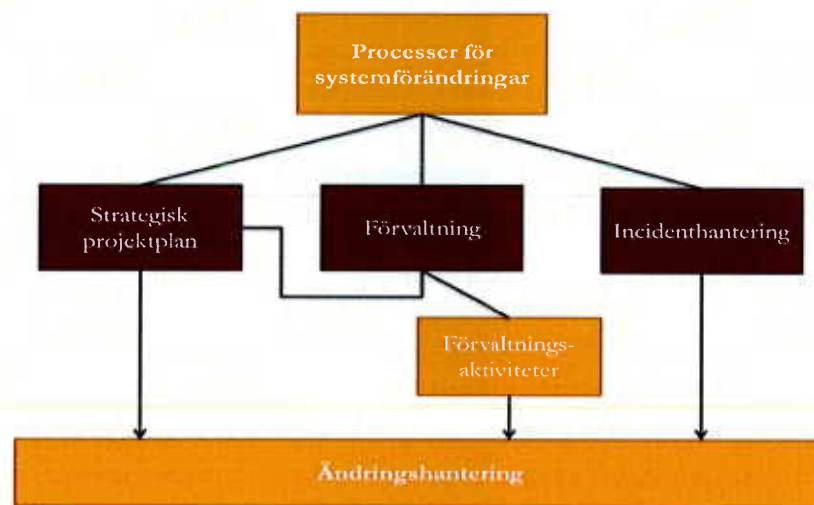 Processer för
systemförändringar
Strategisk
projektplan
Förvaltning
Incidenthantering
Förvaltnings-
aktiviteter
Ändringshantering